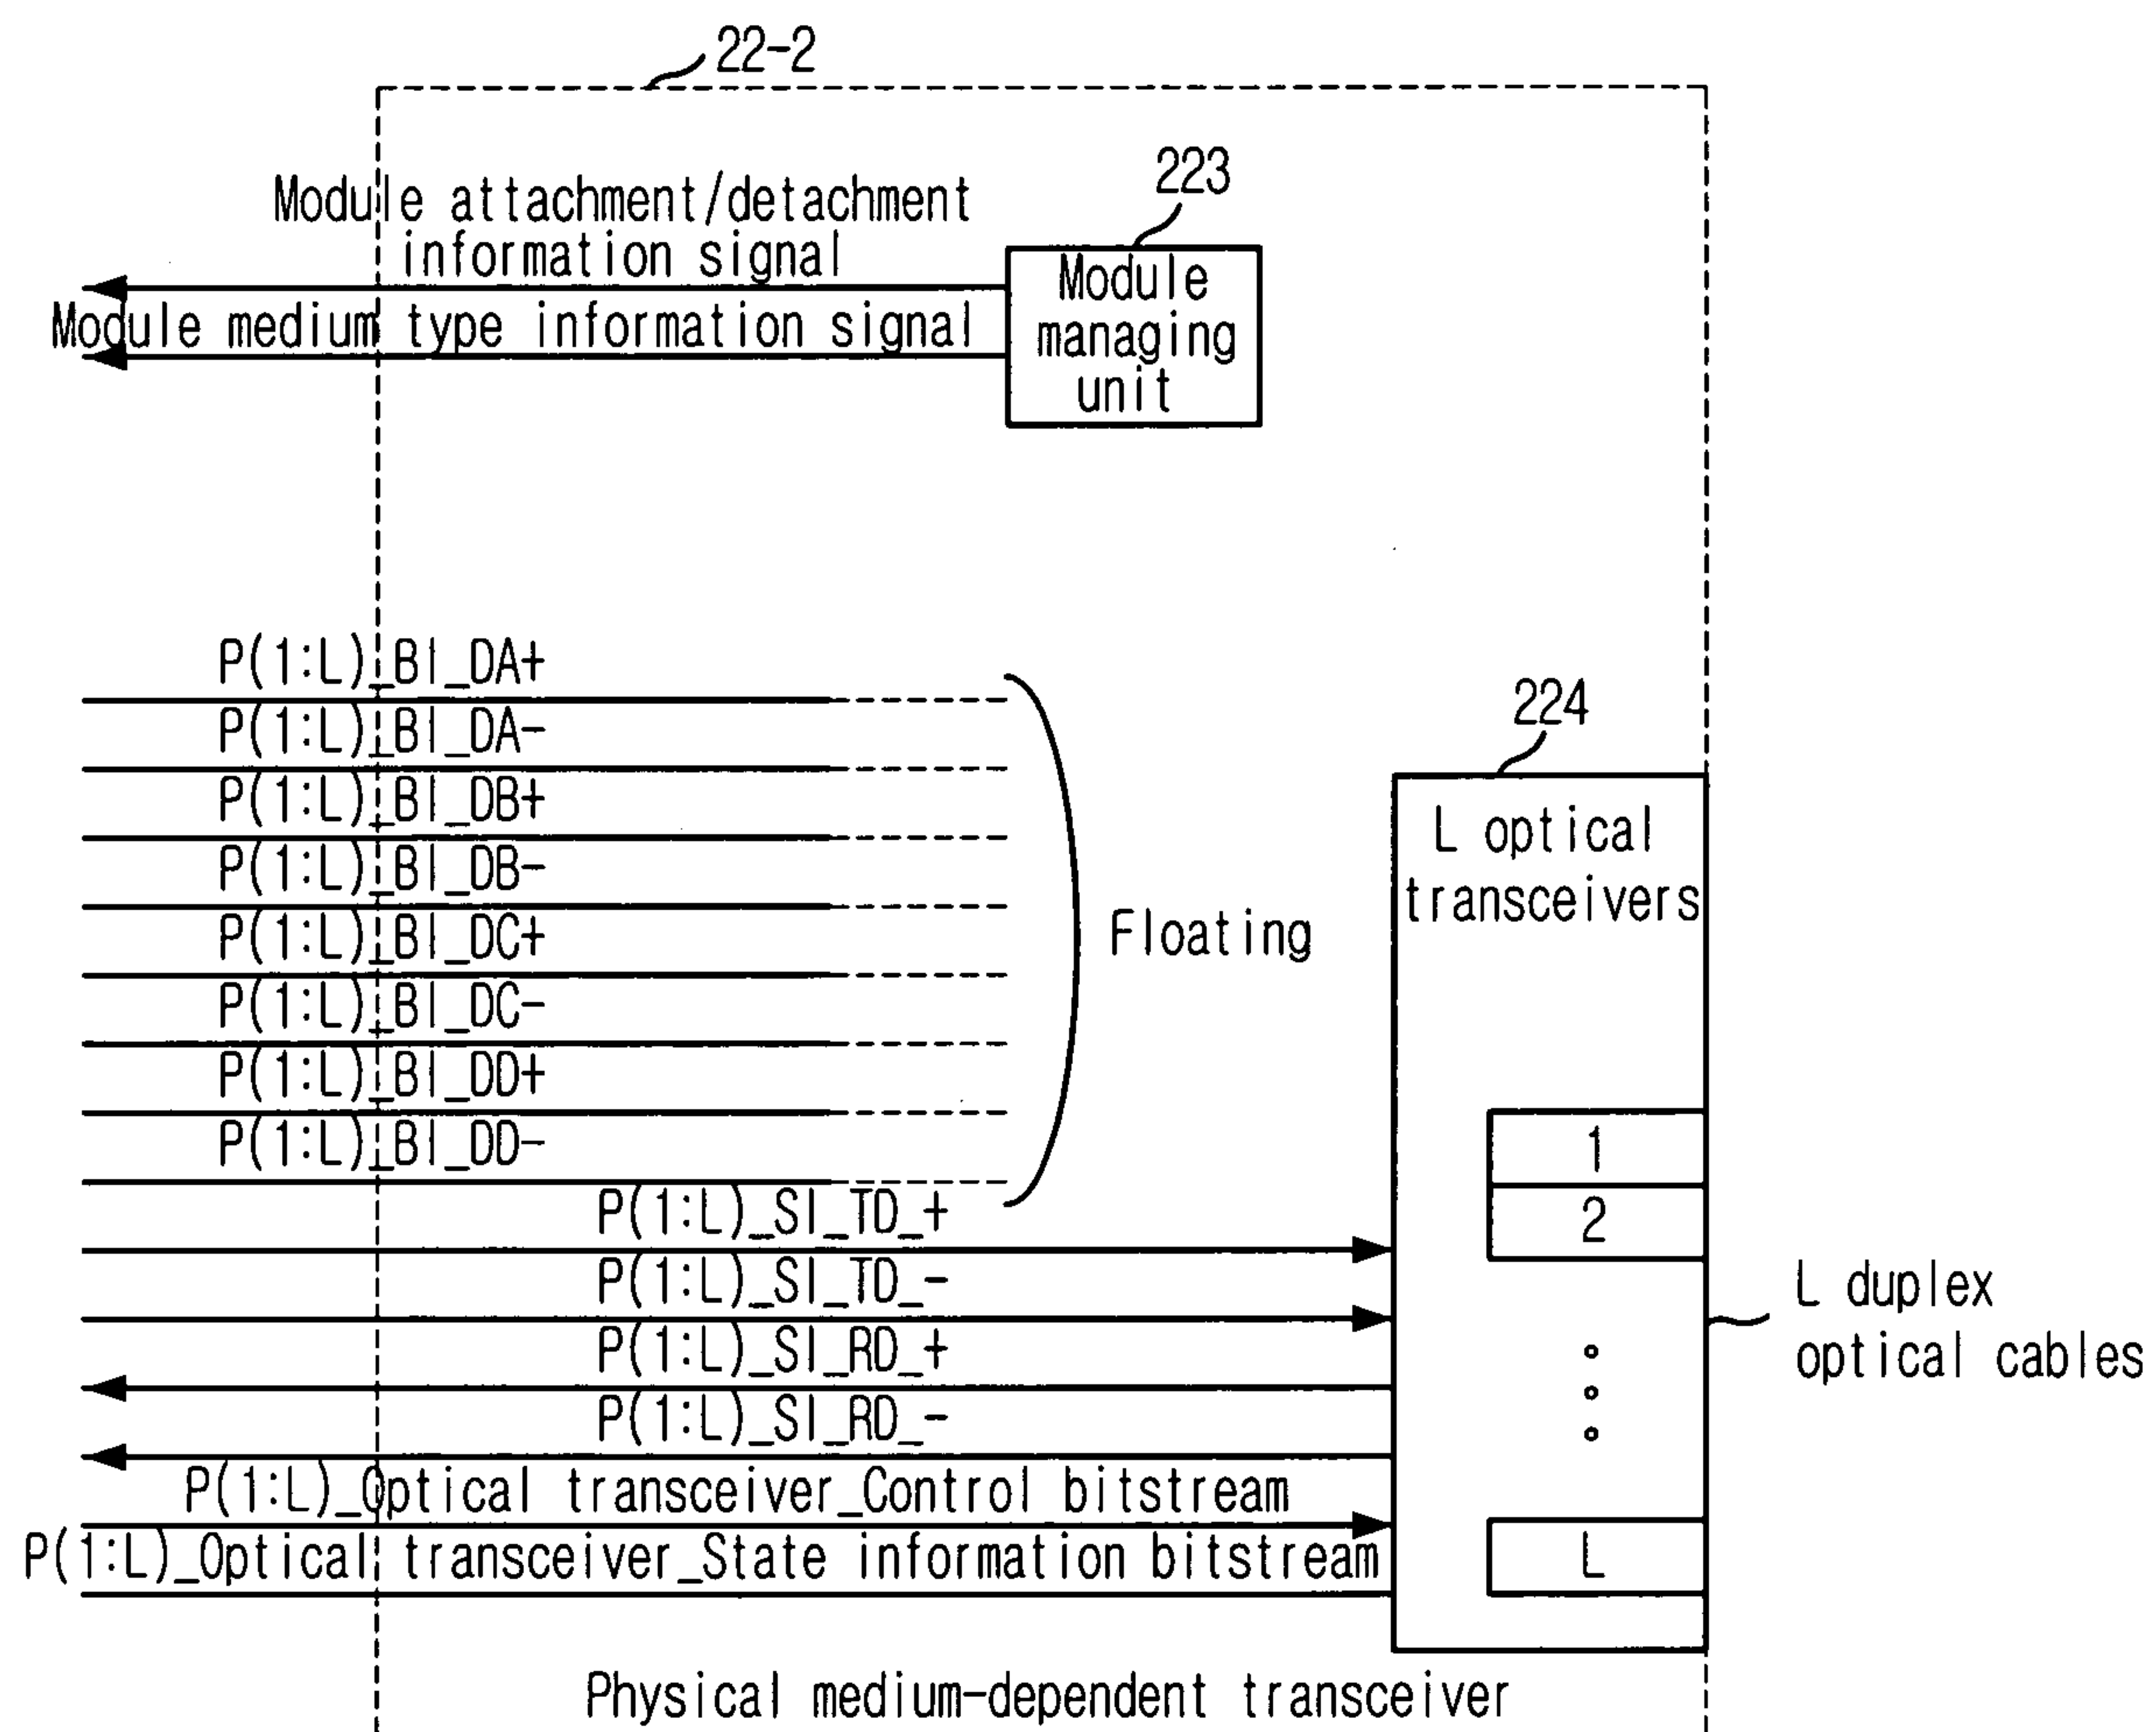 22-2
223
Module attachment/detachment
information signal
Module medium type information signal
Module
managing
unit
P(1:L)_BI_DA+
P(1:L)_BI_DA-
P(1:L)_BI_DB+
P(1:L)_BI_DB-
P(1:L)_BI_DC+
P(1:L)_BI_DC-
P(1:L)_BI_DD+
P(1:L)_BI_DD-
Floating
224
L optical
transceivers
1
2
L
P(1:L)_SI_TD_+
P(1:L)_SI_TD_-
P(1:L)_SI_RD_+
P(1:L)_SI_RD_-
P(1:L)_Optical transceiver_Control bitstream
P(1:L)_Optical transceiver_State information bitstream
L duplex
optical cables
Physical medium-dependent transceiver